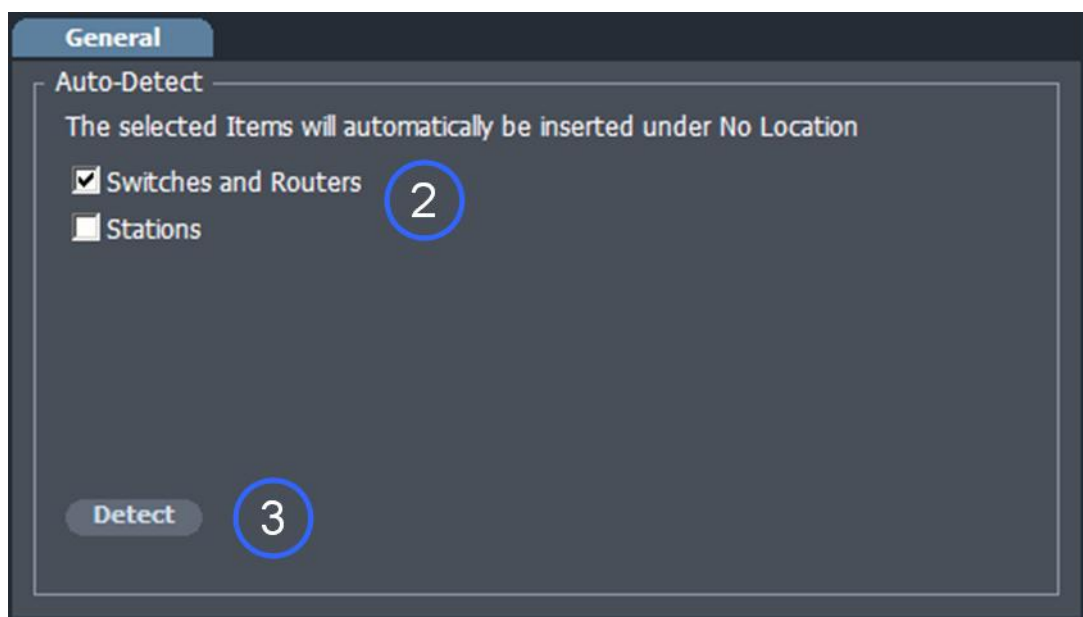 General
Auto-Detect
The selected Items will automatically be inserted under No Location
Switches and Routers
2
Stations
Detect
3